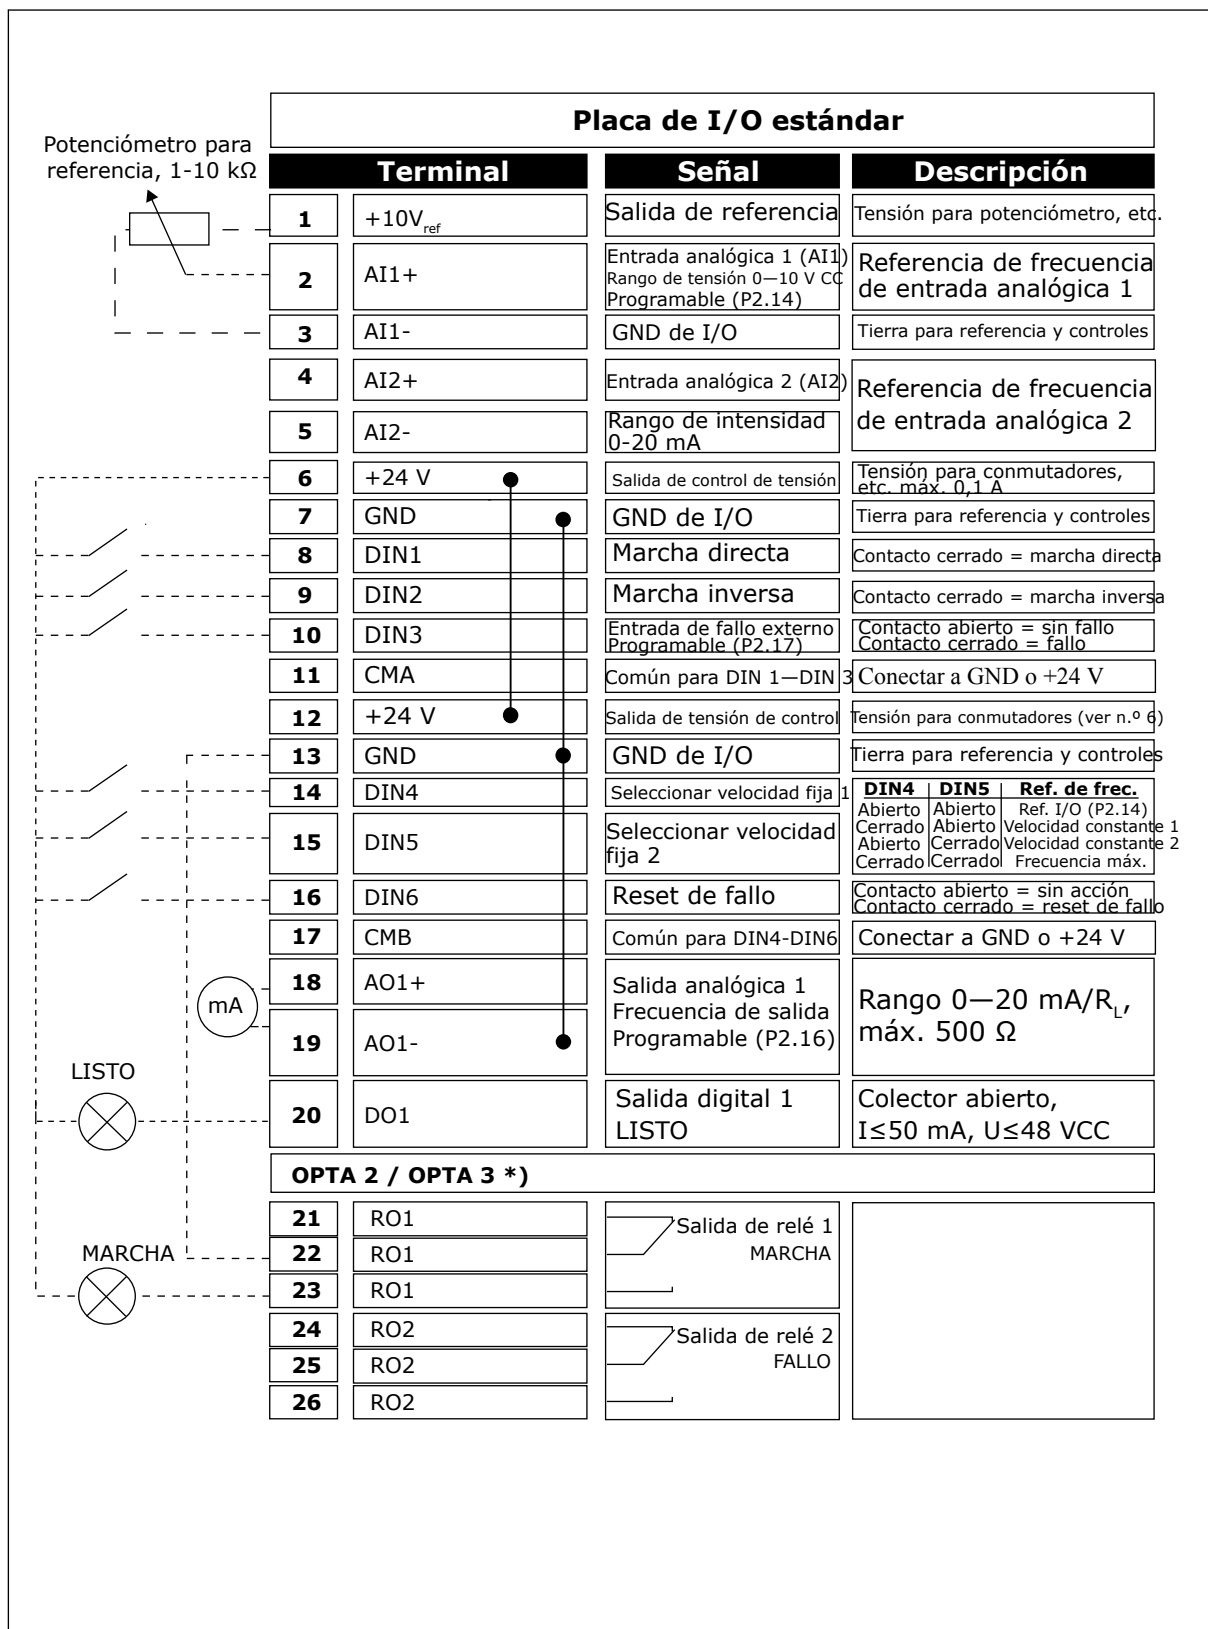 Placa de I/O estándar
Potenciómetro para
referencia, 1-10 kΩ
Terminal Señal Descripción
1 +10Vref Salida de referencia Tensión para potenciómetro, etc.
2 AI1+ Entrada analógica 1 (AI1)
Rango de tensión 0—10 V CC
Programable (P2.14)
Referencia de frecuencia
de entrada analógica 1
3 AI1- GND de I/O Tierra para referencia y controles
4 AI2+ Entrada analógica 2 (AI2)
Referencia de frecuencia
de entrada analógica 2
5 AI2- Rango de intensidad
0-20 mA
6 +24 V Salida de control de tensión Tensión para conmutadores,
etc. máx. 0,1 A
7 GND GND de I/O Tierra para referencia y controles
8 DIN1 Marcha directa Contacto cerrado = marcha directa
9 DIN2 Marcha inversa Contacto cerrado = marcha inversa
10 DIN3 Entrada de fallo externo
Programable (P2.17)
Contacto abierto = sin fallo
Contacto cerrado = fallo
11 CMA Común para DIN 1—DIN 3 Conectar a GND o +24 V
12 +24 V Salida de tensión de control Tensión para conmutadores (ver n.º 6)
13 GND GND de I/O Tierra para referencia y controles
14 DIN4 Seleccionar velocidad fija 1
DIN4 DIN5 Ref. de frec.
Abierto Abierto Ref. I/O (P2.14)
Cerrado Abierto Velocidad constante 1
Abierto Cerrado Velocidad constante 2
Cerrado Cerrado Frecuencia máx.
15 DIN5 Seleccionar velocidad
fija 2
16 DIN6 Reset de fallo Contacto abierto = sin acción
Contacto cerrado = reset de fallo
17 CMB Común para DIN4-DIN6 Conectar a GND o +24 V
18 AO1+ Salida analógica 1
Frecuencia de salida
Programable (P2.16)
Rango 0—20 mA/RL,
máx. 500 Ω
mA
19 AO1-
LISTO
20 DO1 Salida digital 1
LISTO
Colector abierto,
I≤50 mA, U≤48 VCC
OPTA 2 / OPTA 3 *)
21 RO1 Salida de relé 1
MARCHA
MARCHA
22 RO1
23 RO1
24 RO2 Salida de relé 2
FALLO
25 RO2
26 RO2